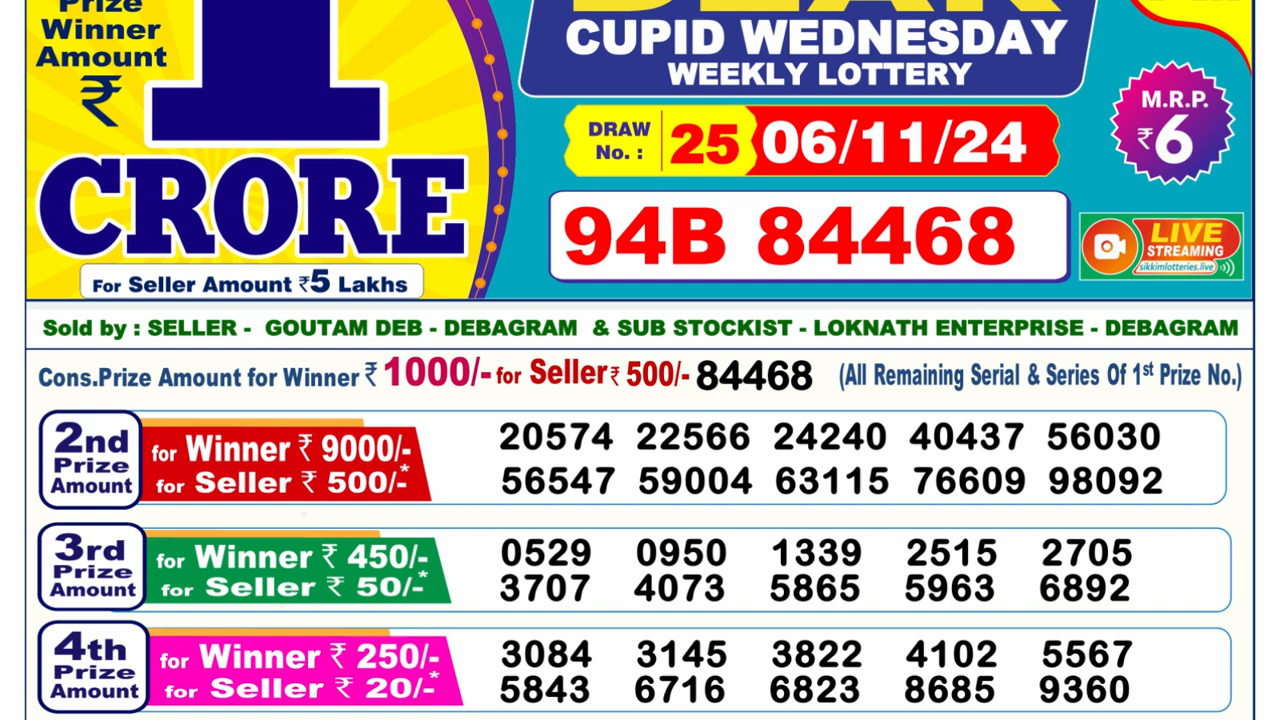 Prize
Winner
Amount
₹
1
CRORE
For Seller Amount ₹5 Lakhs
DEAR
CUPID WEDNESDAY
WEEKLY LOTTERY
DRAW No. : 25 06/11/24
M.R.P.
₹6
94B 84468
LIVE
STREAMING
sikkimlotteries.live
Sold by : SELLER - GOUTAM DEB - DEBAGRAM & SUB STOCKIST - LOKNATH ENTERPRISE - DEBAGRAM
Cons.Prize Amount for Winner ₹ 1000/- for Seller ₹ 500/- 84468 (All Remaining Serial & Series Of 1st Prize No.)
2nd Prize Amount
for Winner ₹ 9000/-
for Seller ₹ 500/-*
20574 22566 24240 40437 56030
56547 59004 63115 76609 98092
3rd Prize Amount
for Winner ₹ 450/-
for Seller ₹ 50/-*
0529 0950 1339 2515 2705
3707 4073 5865 5963 6892
4th Prize Amount
for Winner ₹ 250/-
for Seller ₹ 20/-*
3084 3145 3822 4102 5567
5843 6716 6823 8685 9360